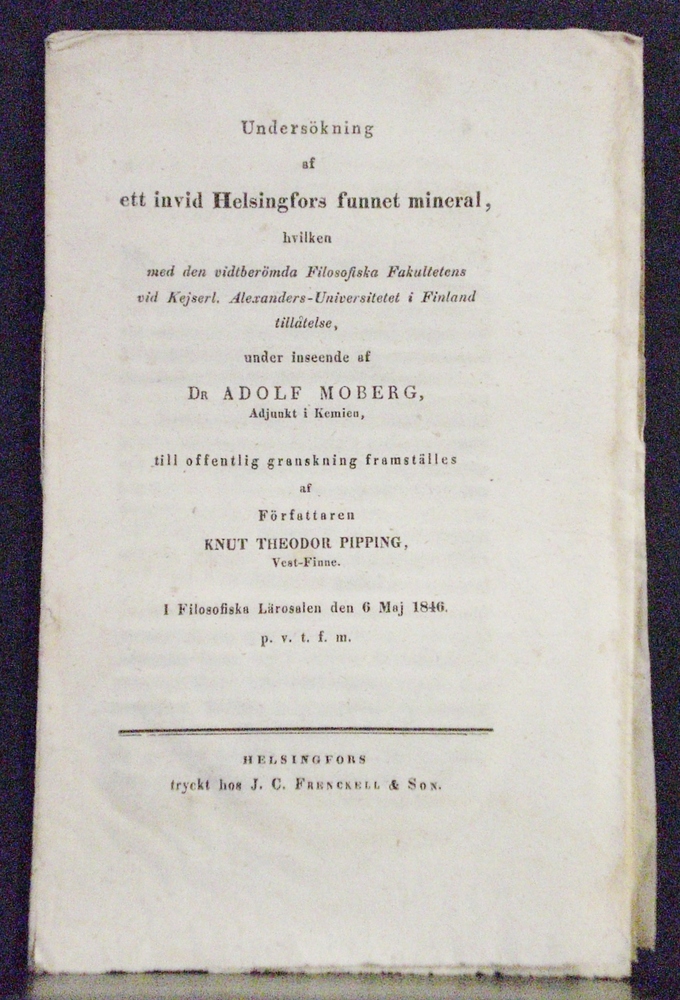 Undersökning
af
ett invid Helsingfors funnet mineral,
hvilken
med den vidtberömda Filosofiska Fakultetens
vid Kejserl. Alexanders-Universitetet i Finland
tillåtelse,
under inseende af
DR ADOLF MOBERG,
Adjunkt i Kemien,
till offentlig granskning framställes
af
Författaren
KNUT THEODOR PIPPING,
Vest-Finne.
I Filosofiska Lärosalen den 6 Maj 1846.
p. v. t. f. m.
HELSINGFORS
tryckt hos J. C. FRENCKELL & SON.